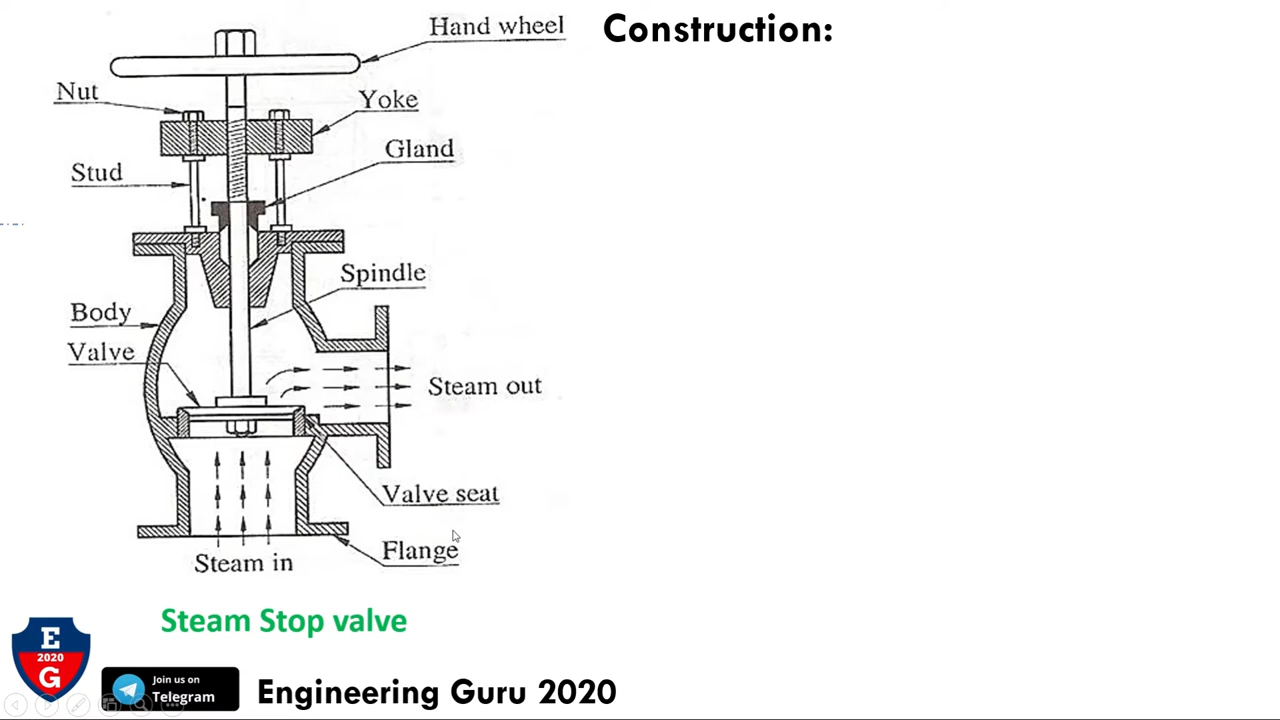 Hand wheel
Construction:
Nut
Yoke
Gland
Stud
Spindle
Body
Valve
Steam out
Valve seat
Flange
Steam in
Steam Stop valve
E
2020
G
Join us on
Telegram
Engineering Guru 2020